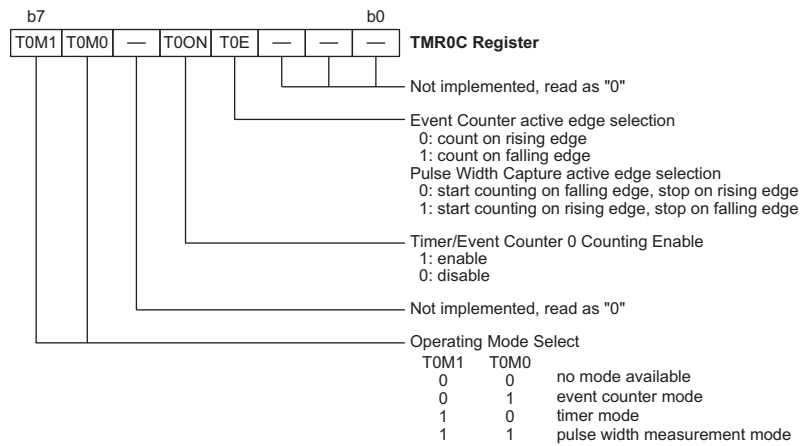 b7 b0
T0M1 T0M0 — T0ON T0E — — — TMR0C Register
Not implemented, read as "0"
Event Counter active edge selection
0: count on rising edge
1: count on falling edge
Pulse Width Capture active edge selection
0: start counting on falling edge, stop on rising edge
1: start counting on rising edge, stop on falling edge
Timer/Event Counter 0 Counting Enable
1: enable
0: disable
Not implemented, read as "0"
Operating Mode Select
T0M1 T0M0
0 0 no mode available
0 1 event counter mode
1 0 timer mode
1 1 pulse width measurement mode